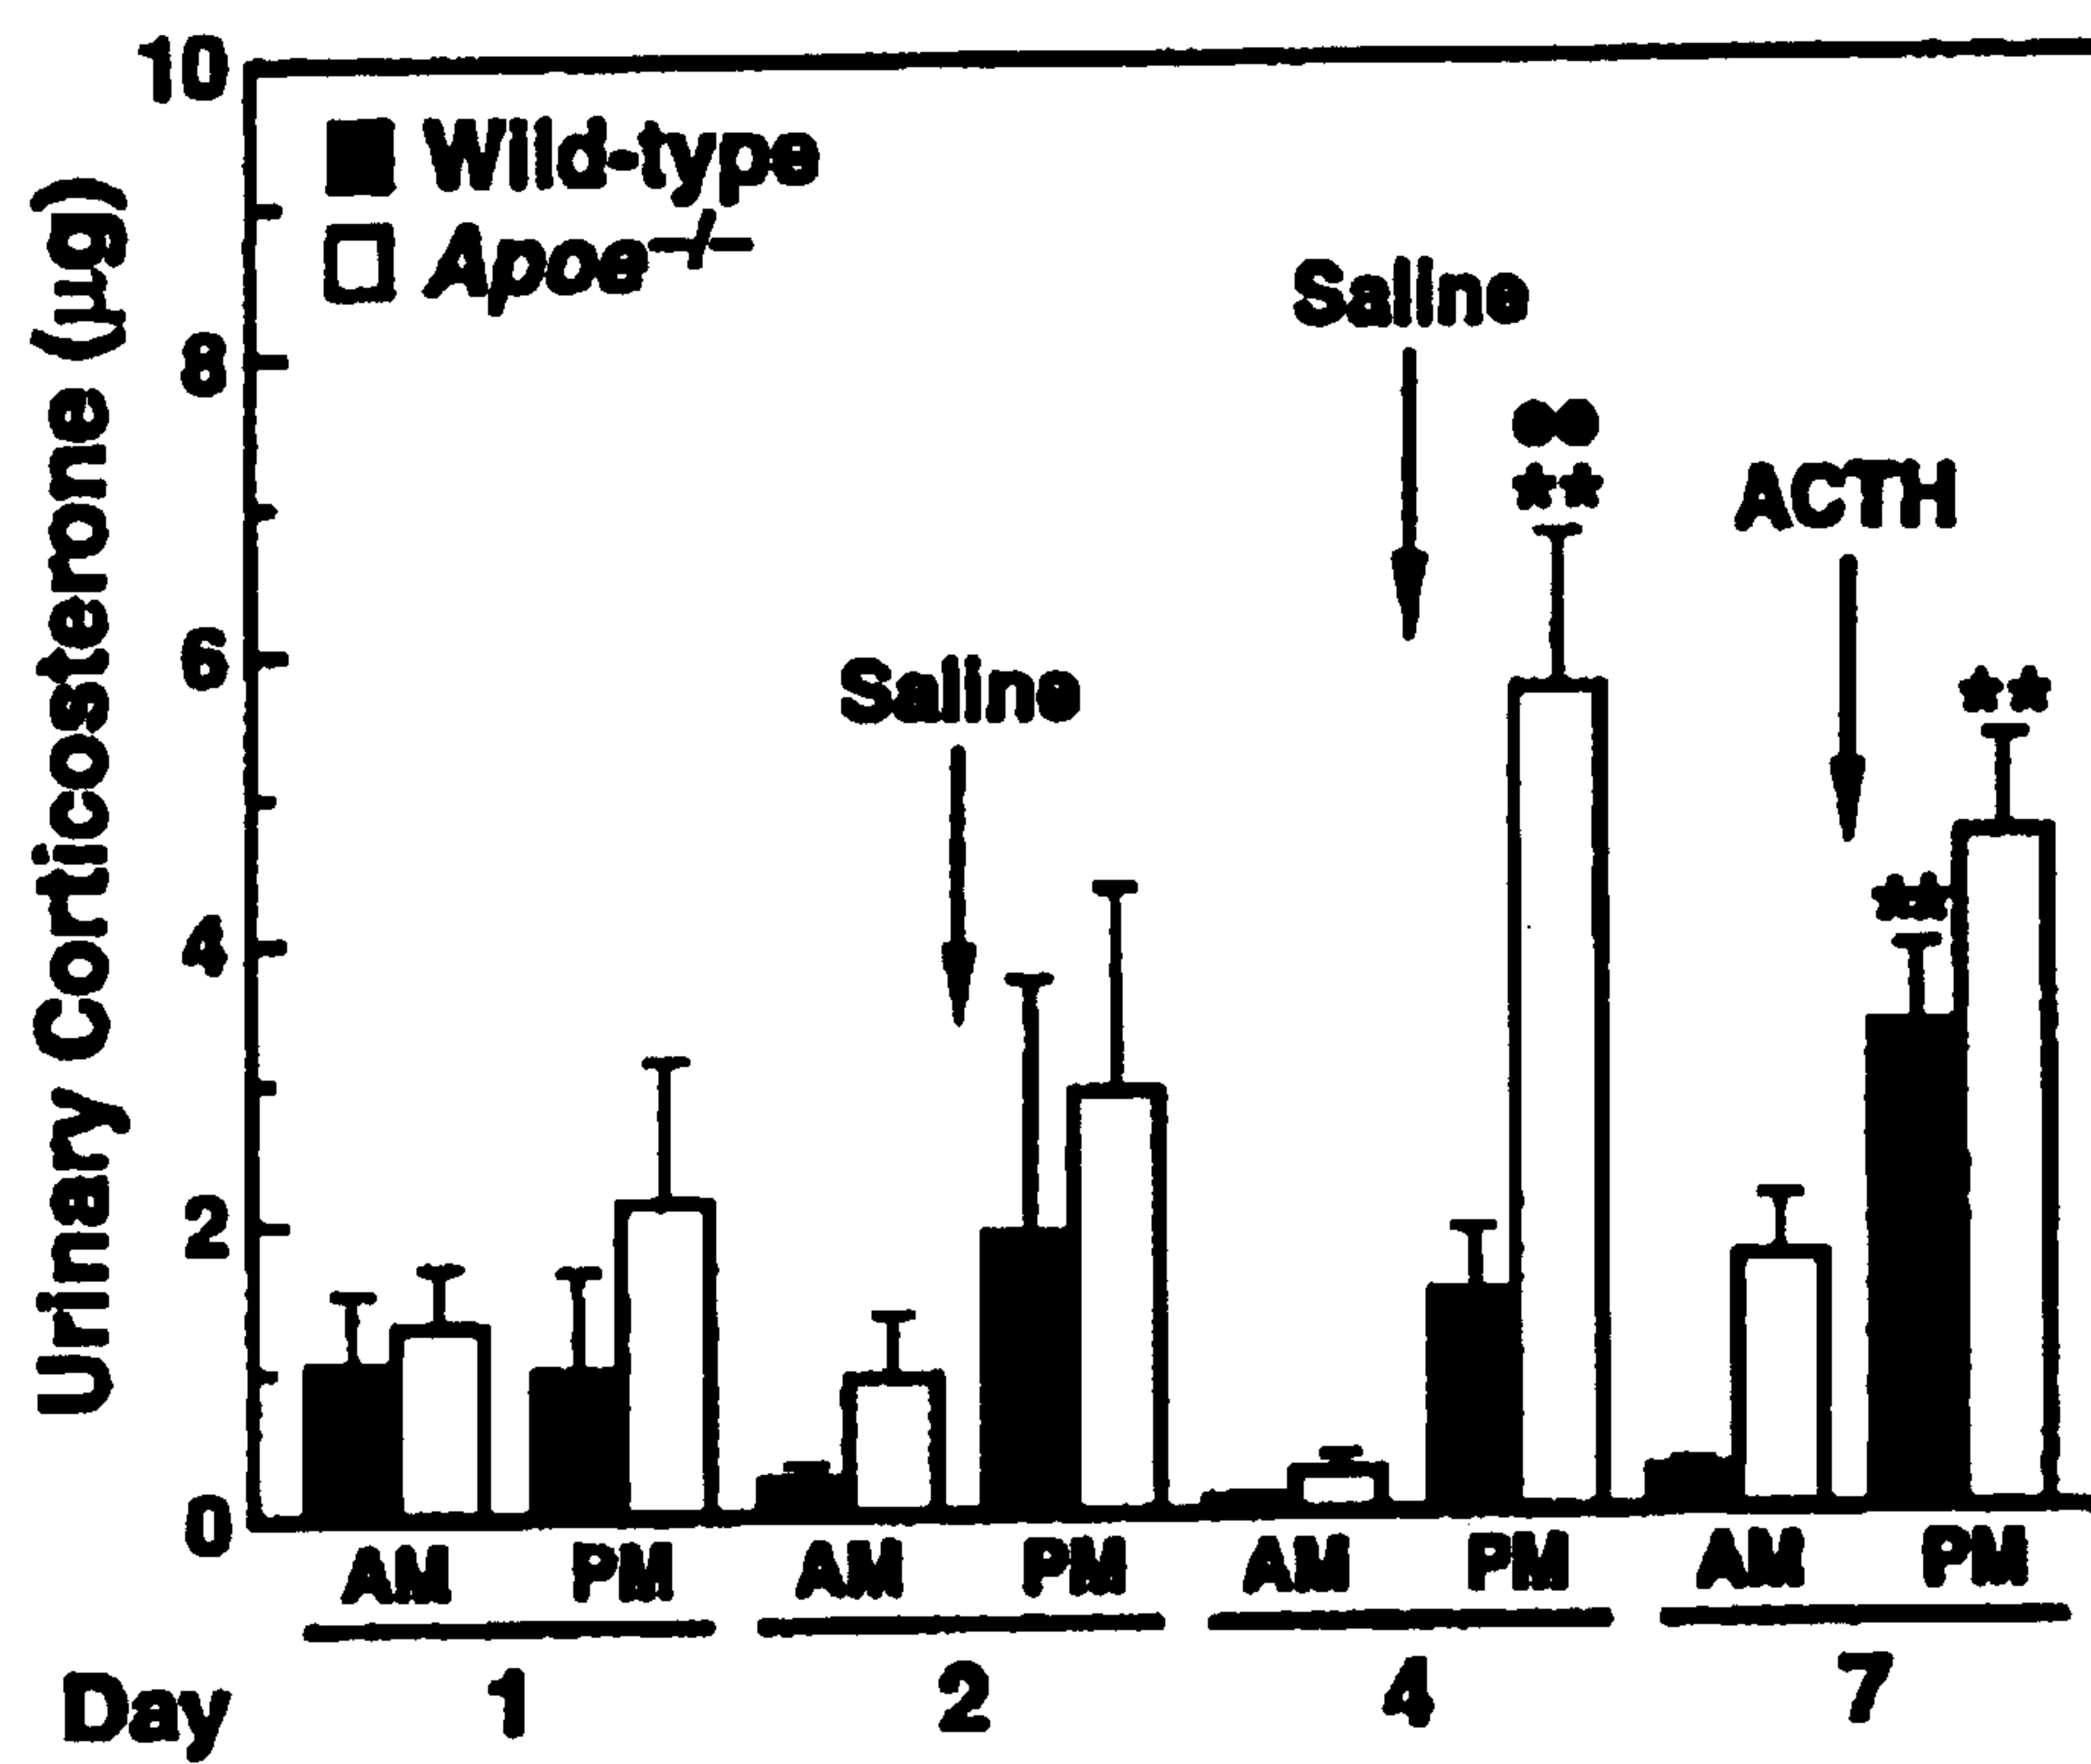 Urinary Corticosterone (µg)
10
8
6
4
2
0
Wild-type
Apoe−/−
Saline
Saline
ACTH
**
**
**
AM PM AM PM AM PM AM PM
Day 1 2 4 7